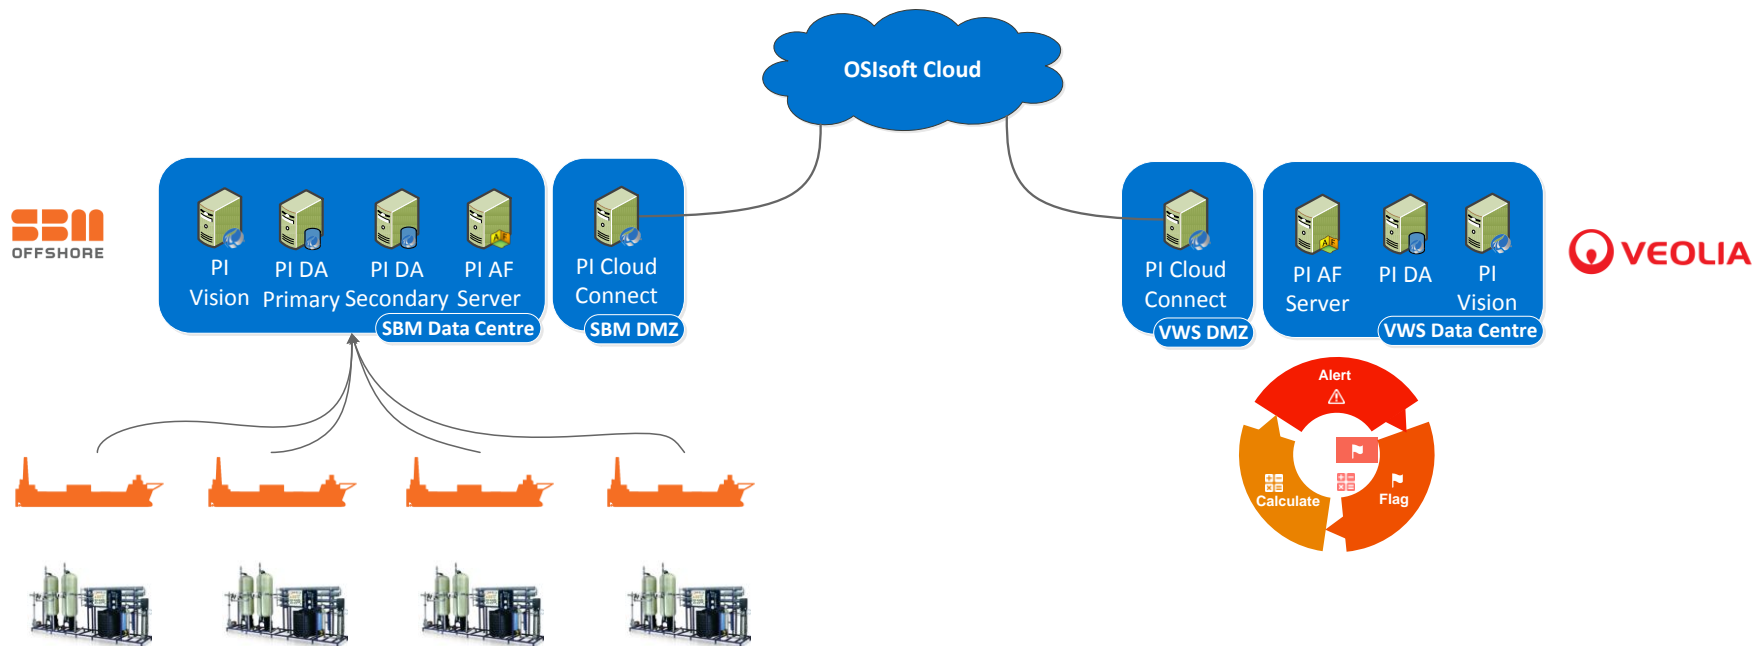 OSIsoft Cloud
SBM
OFFSHORE
PI
Vision
PI DA
Primary
PI DA
Secondary
PI AF
Server
SBM Data Centre
PI Cloud
Connect
SBM DMZ
PI Cloud
Connect
VWS DMZ
PI AF
Server
PI DA
PI
Vision
VWS Data Centre
VEOLIA
Alert
Calculate
Flag